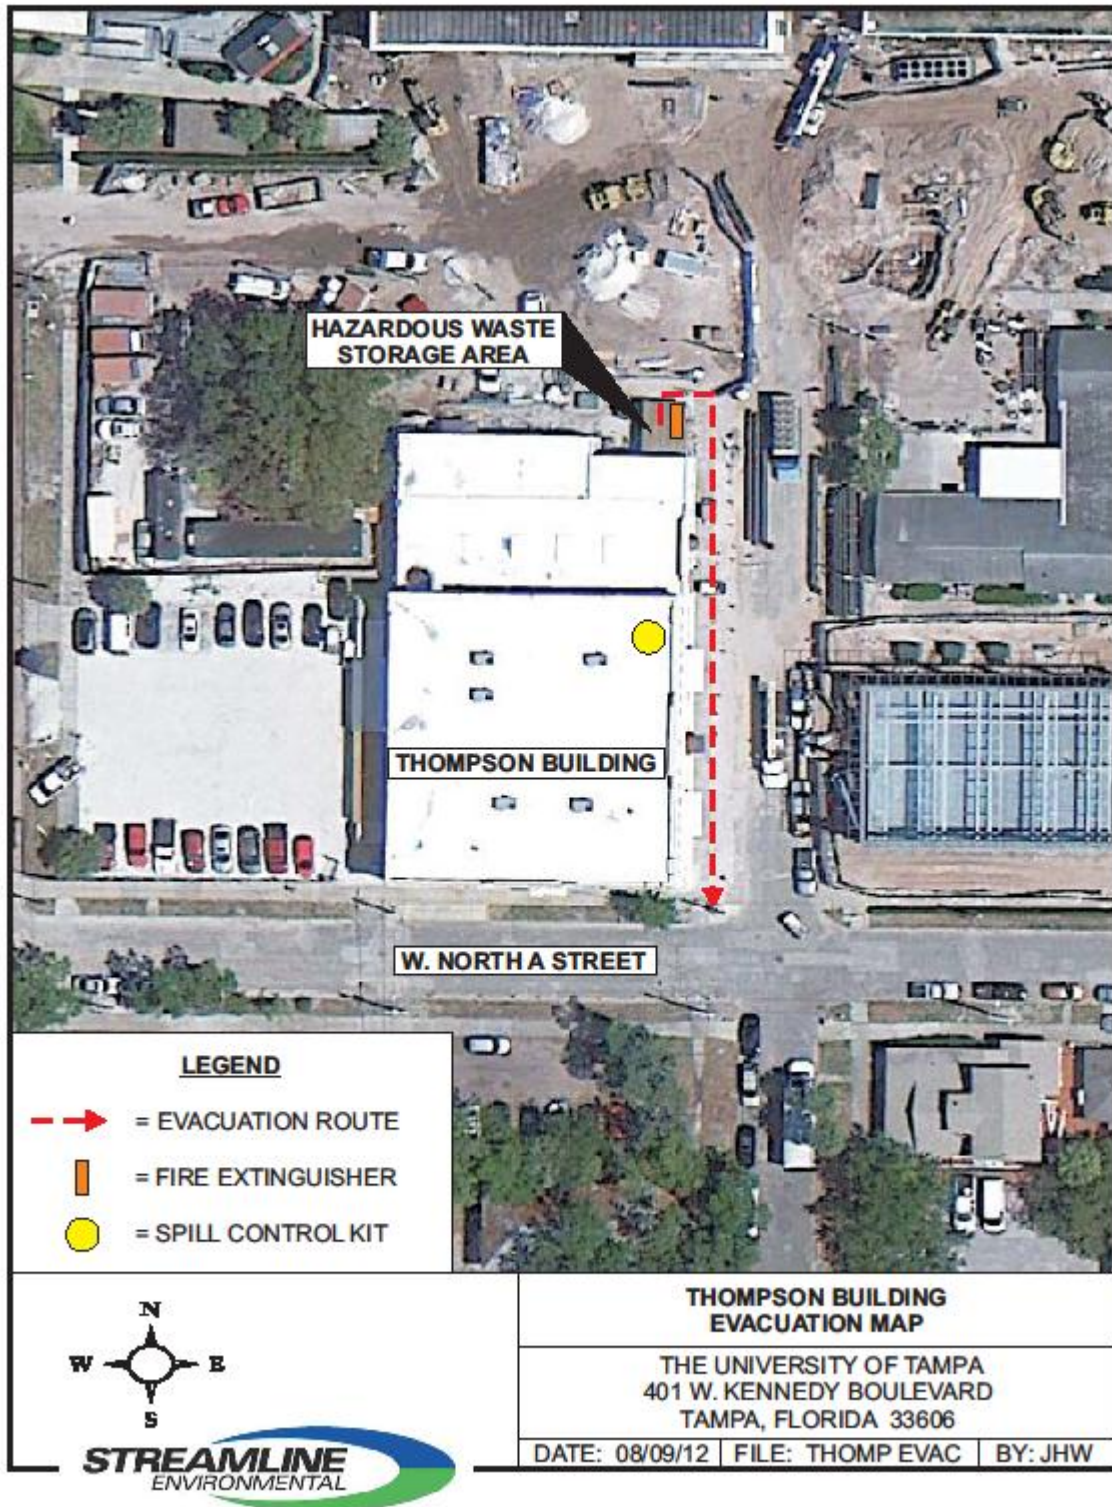 HAZARDOUS WASTE
STORAGE AREA
THOMPSON BUILDING
W. NORTH A STREET
LEGEND
= EVACUATION ROUTE
= FIRE EXTINGUISHER
= SPILL CONTROL KIT
N
W E
S
STREAMLINE
ENVIRONMENTAL
THOMPSON BUILDING
EVACUATION MAP
THE UNIVERSITY OF TAMPA
401 W. KENNEDY BOULEVARD
TAMPA, FLORIDA 33606
DATE: 08/09/12 FILE: THOMP EVAC BY: JHW